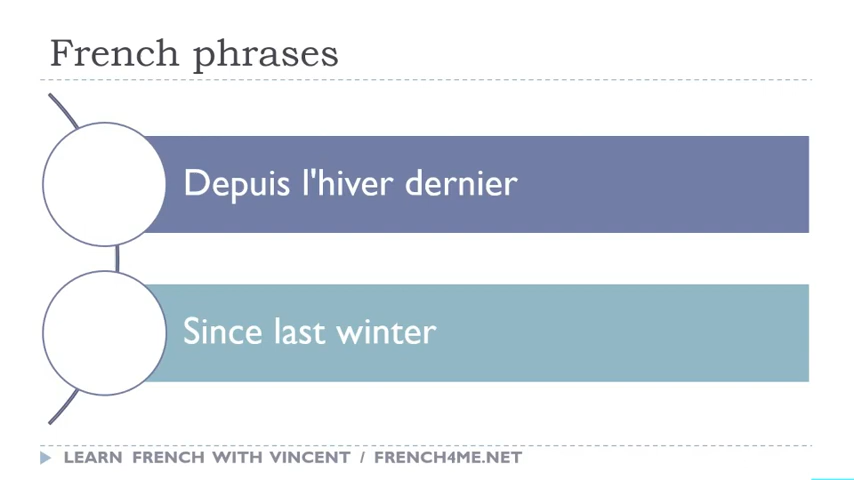 French phrases
Depuis l'hiver dernier
Since last winter
LEARN FRENCH WITH VINCENT / FRENCH4ME.NET